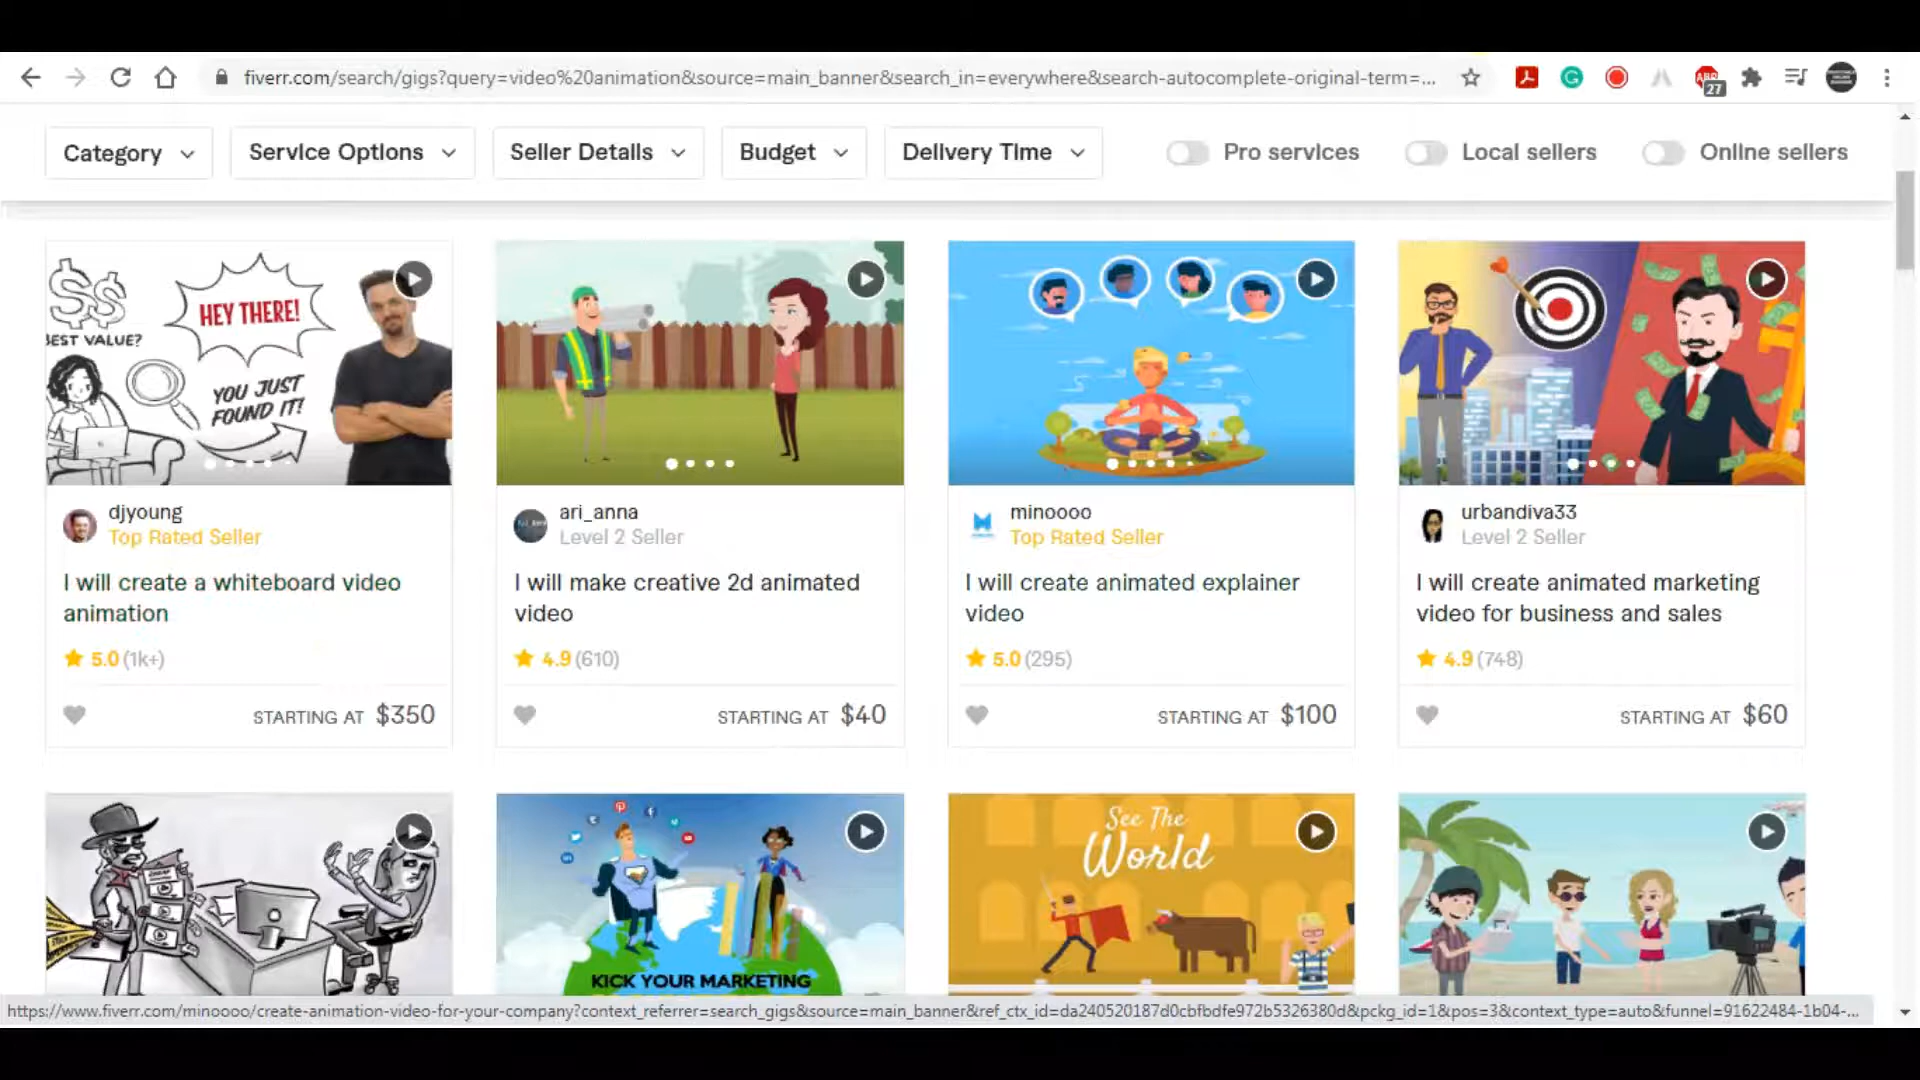 fiverr.com/search/gigs?query=video%20animation&source=main_banner&search_in=everywhere&search-autocomplete-original-term=...
27
Category
Service Options
Seller Details
Budget
Delivery Time
Pro services
Local sellers
Online sellers
BEST VALUE?
HEY THERE!
YOU JUST
FOUND IT!
djyoung
Top Rated Seller
I will create a whiteboard video
animation
5.0 (1k+)
STARTING AT $350
ari_anna
Level 2 Seller
I will make creative 2d animated
video
4.9 (610)
STARTING AT $40
minoooo
Top Rated Seller
I will create animated explainer
video
5.0 (295)
STARTING AT $100
urbandiva33
Level 2 Seller
I will create animated marketing
video for business and sales
4.9 (748)
STARTING AT $60
KICK YOUR MARKETING
See The
World
https://www.fiverr.com/minoooo/create-animation-video-for-your-company?context_referrer=search_gigs&source=main_banner&ref_ctx_id=da240520187d0cbfbdfe972b5326380d&pckg_id=1&pos=3&context_type=auto&funnel=91622484-1b04-...